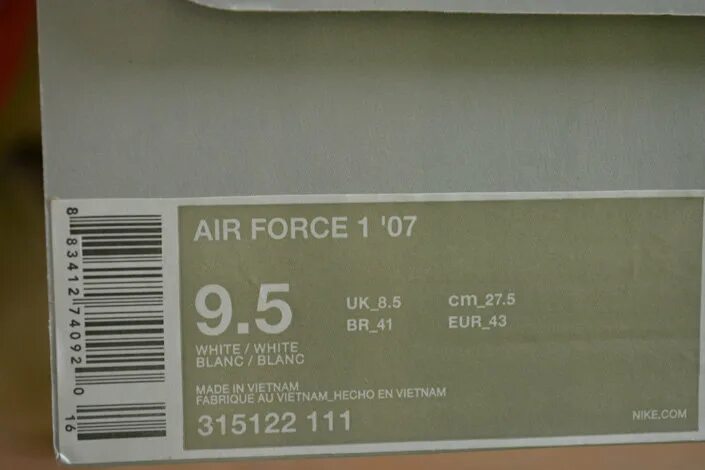 AIR FORCE 1 '07
9.5
UK_8.5 cm_27.5
BR_41 EUR_43
WHITE / WHITE
BLANC / BLANC
MADE IN VIETNAM
FABRIQUE AU VIETNAM_HECHO EN VIETNAM
315122 111
NIKE.COM
8 83412 74092 0 16